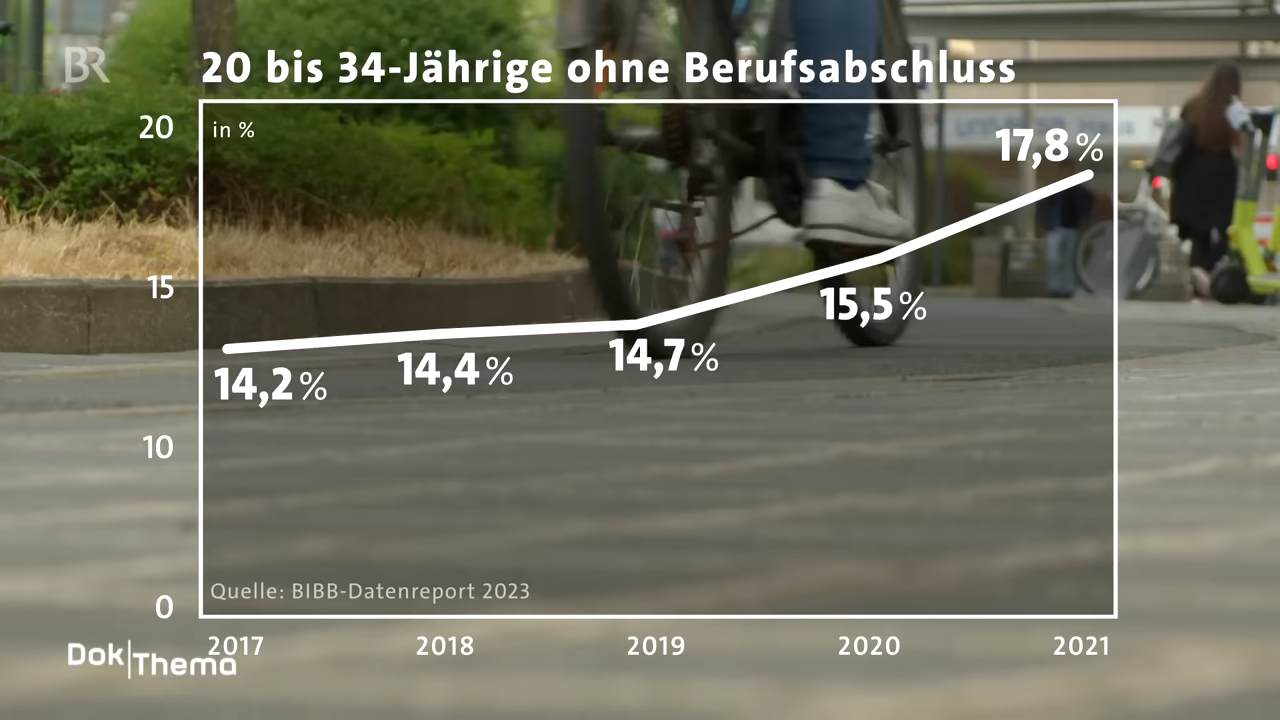 BR
20 bis 34-Jährige ohne Berufsabschluss
20
in %
17,8 %
15
15,5 %
14,7 %
14,4 %
14,2 %
10
Quelle: BIBB-Datenreport 2023
0
2017
2018
2019
2020
2021
Dok Thema